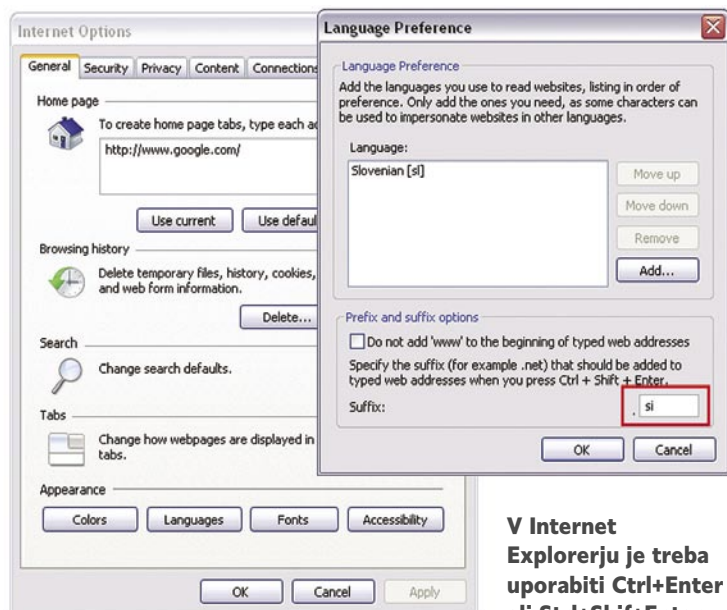 Internet Options
General Security Privacy Content Connections
Home page
To create home page tabs, type each
http://www.google.com/
Use current Use
Browsing history
Delete temporary files, history, cookies,
and web form information.
Delete...
Search
Change search defaults.
Tabs
Change how webpages are displayed in
tabs.
Appearance
Colors Languages Fonts Accessibility
OK Cancel Apply
Language Preference
Language Preference
Add the languages you use to read websites, listing in order of
preference. Only add the ones you need, as some characters can
be used to impersonate websites in other languages.
Language:
Slovenian [sl]
Move up
Move down
Remove
Add...
Prefix and suffix options
Do not add 'www' to the beginning of typed web addresses
Specify the suffix (for example .net) that should be added to
typed web addresses when you press Ctrl + Shift + Enter.
Suffix: . si
OK Cancel
V Internet
Explorerju je treba
uporabiti Ctrl+Enter